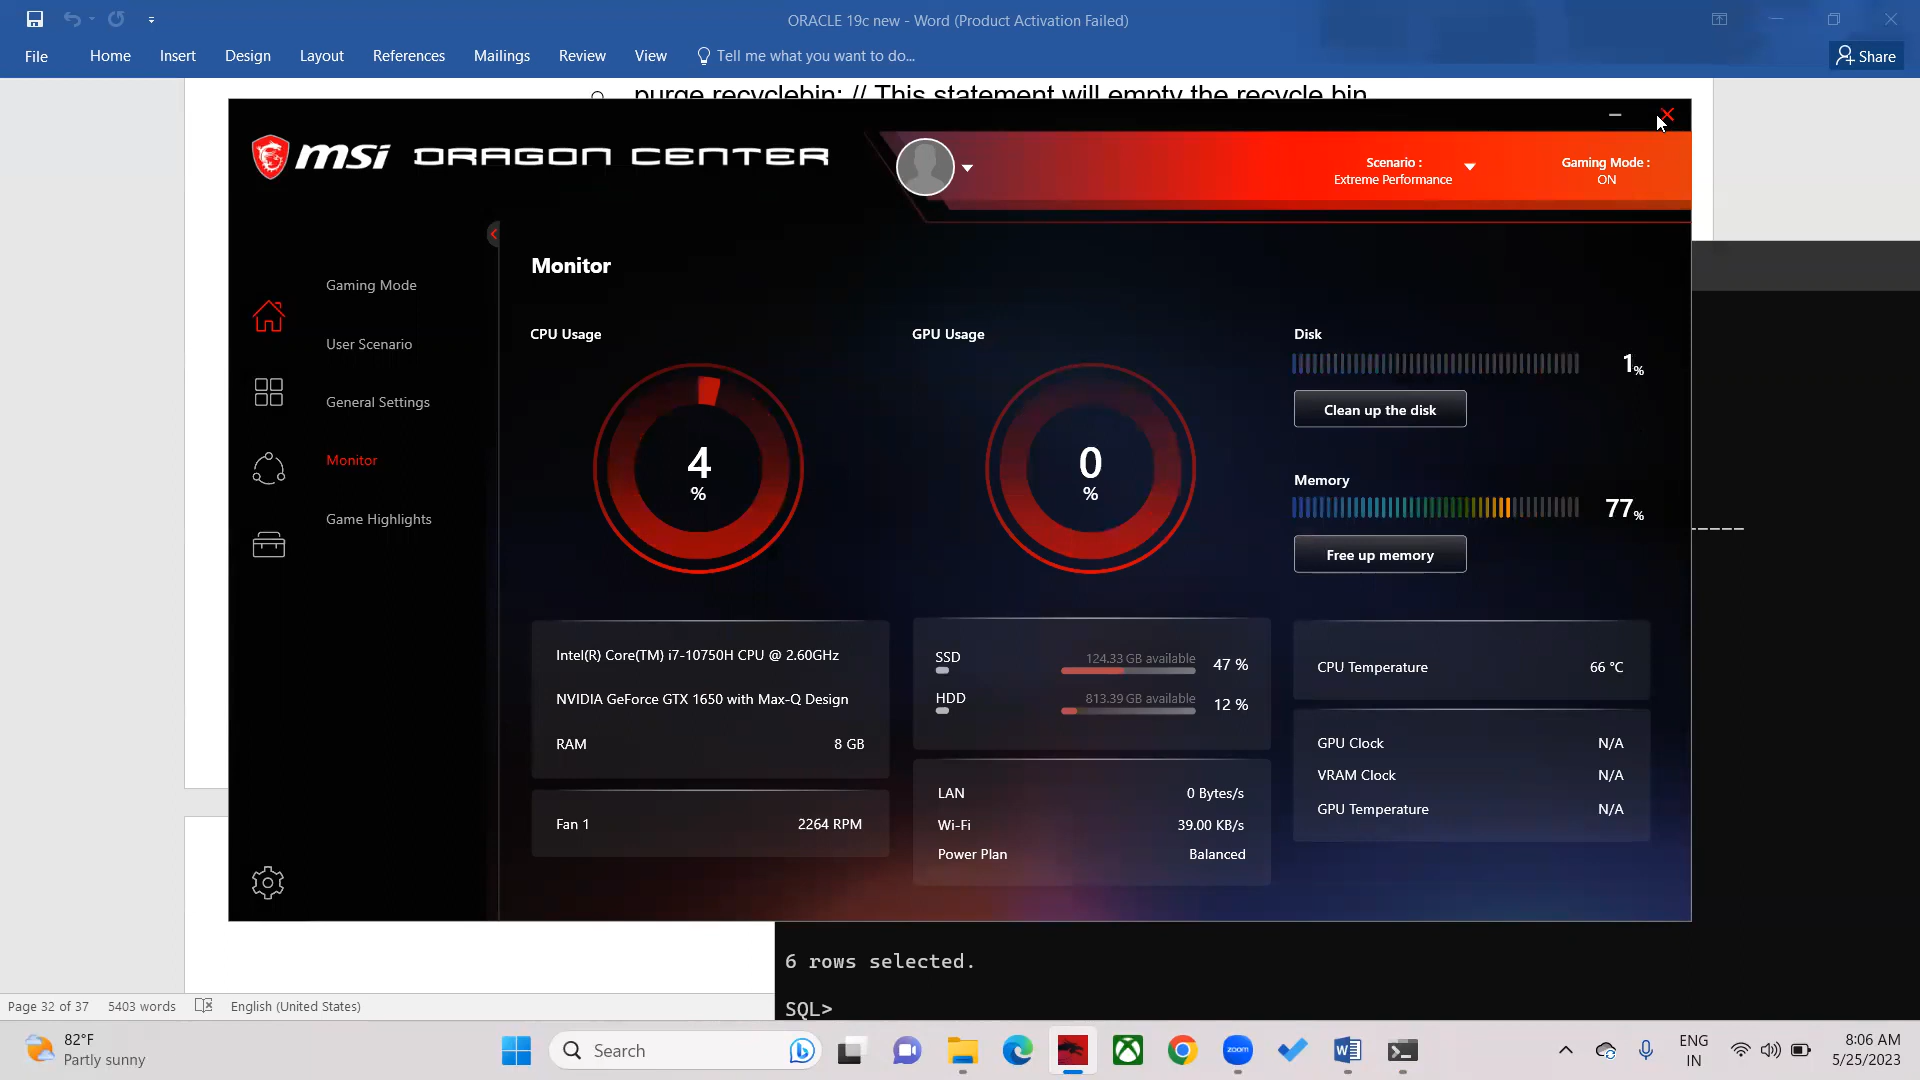 ORACLE 19c new - Word (Product Activation Failed)
File Home Insert Design Layout References Mailings Review View Tell me what you want to do... Share
purge recyclebin; // This statement will empty the recycle bin
msi DRAGON CENTER
Scenario :
Extreme Performance
Gaming Mode :
ON
Gaming Mode
User Scenario
General Settings
Monitor
Game Highlights
Monitor
CPU Usage
4
%
GPU Usage
0
%
Disk
1%
Clean up the disk
Memory
77%
Free up memory
Intel(R) Core(TM) i7-10750H CPU @ 2.60GHz
NVIDIA GeForce GTX 1650 with Max-Q Design
RAM 8 GB
Fan 1 2264 RPM
SSD 124.33 GB available 47 %
HDD 813.39 GB available 12 %
LAN 0 Bytes/s
Wi-Fi 39.00 KB/s
Power Plan Balanced
CPU Temperature 66 °C
GPU Clock N/A
VRAM Clock N/A
GPU Temperature N/A
------
6 rows selected.
SQL>
Page 32 of 37 5403 words English (United States)
82°F
Partly sunny
Search
zoom
ENG
IN
8:06 AM
5/25/2023